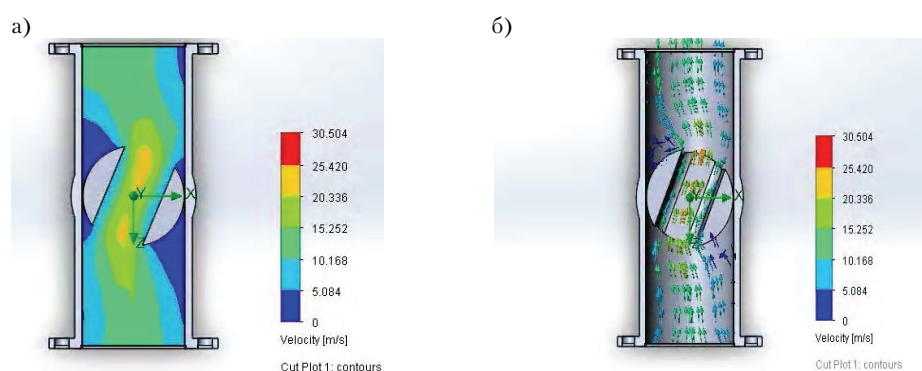 а)
б)
30.504
25.420
20.336
15.252
10.168
5.084
0
Velocity [m/s]
Cut Plot 1: contours
Y
X
Z
30.504
25.420
20.336
15.252
10.168
5.084
0
Velocity [m/s]
Cut Plot 1: contours
X